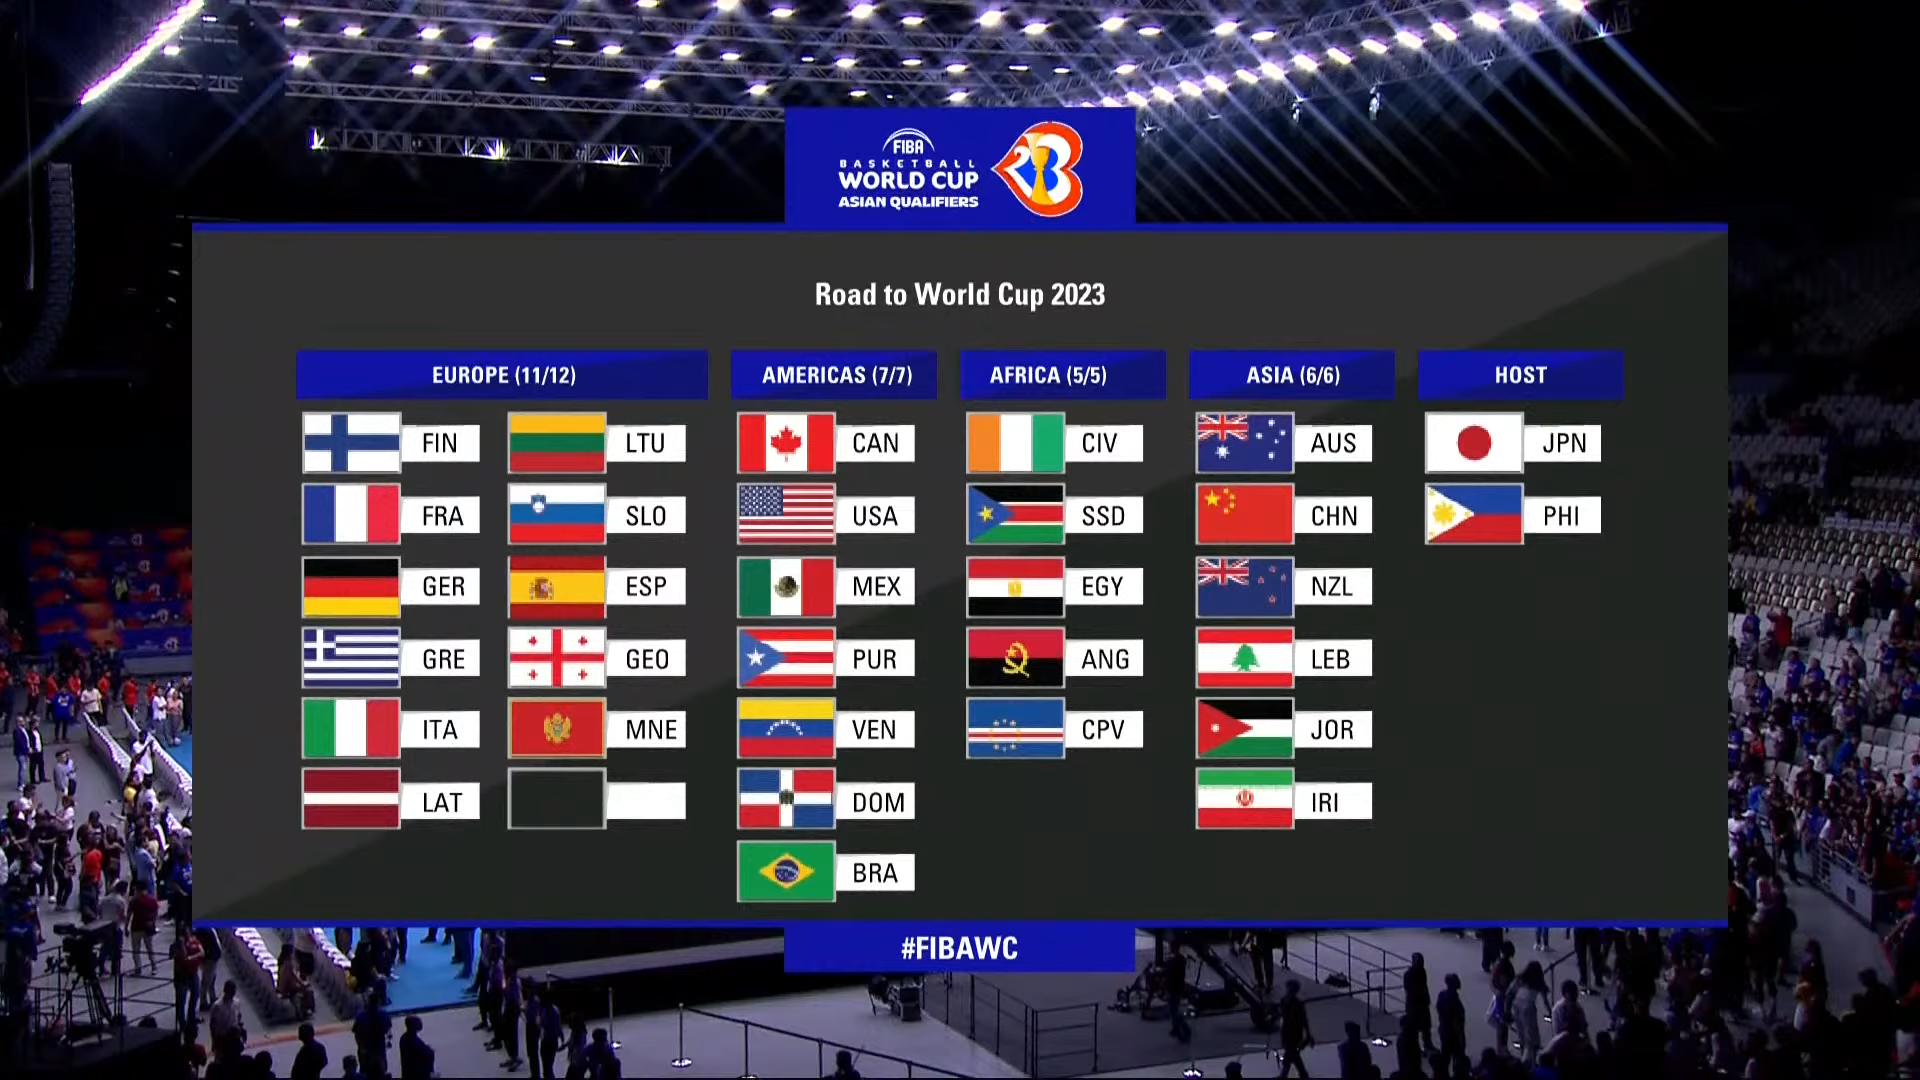 FIBA
BASKETBALL
WORLD CUP
ASIAN QUALIFIERS
Road to World Cup 2023
EUROPE (11/12)
FIN
LTU
FRA
SLO
GER
ESP
GRE
GEO
ITA
MNE
LAT
AMERICAS (7/7)
CAN
USA
MEX
PUR
VEN
DOM
BRA
AFRICA (5/5)
CIV
SSD
EGY
ANG
CPV
ASIA (6/6)
AUS
CHN
NZL
LEB
JOR
IRI
HOST
JPN
PHI
#FIBAWC